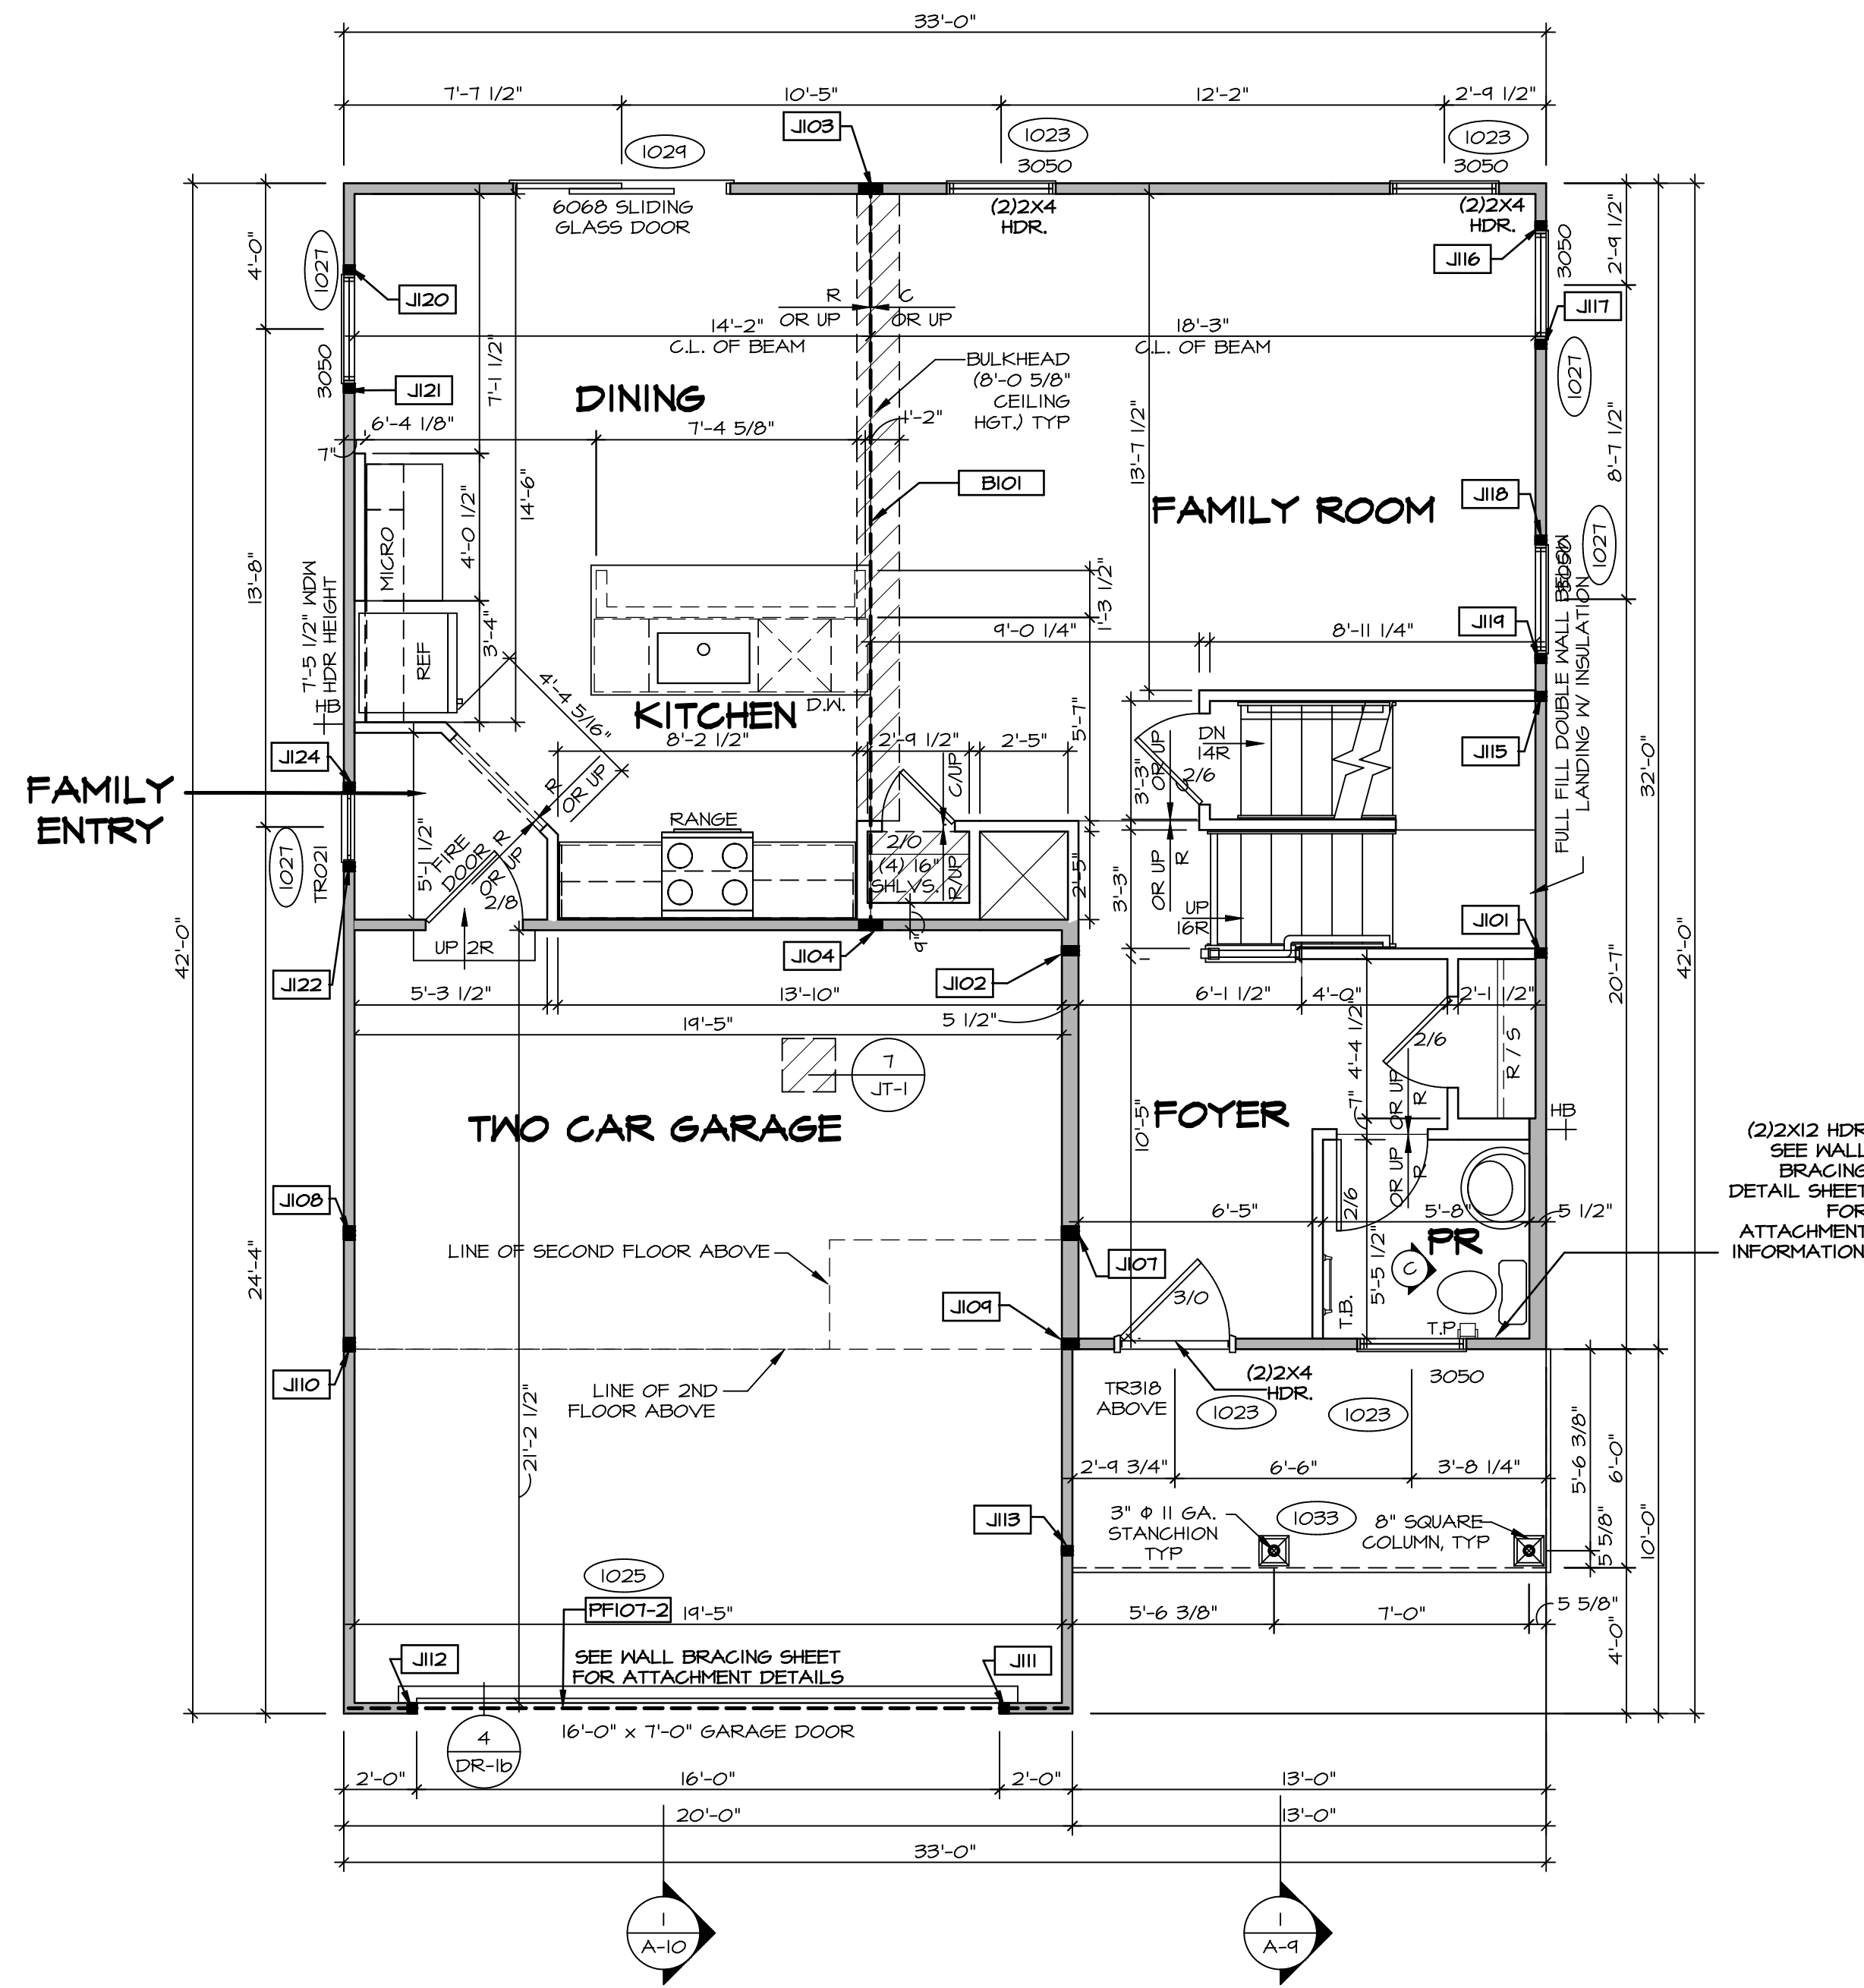 33'-0"
7'-7 1/2"
10'-5"
12'-2"
2'-9 1/2"
J103
1029
1023
1023
3050
3050
6068 SLIDING
GLASS DOOR
(2)2X4
HDR.
(2)2X4
HDR.
4'-0"
1027
J120
3050
J121
J116
3050
2'-9 1/2"
J117
1027
R
OR UP
C
OR UP
14'-2"
C.L. OF BEAM
18'-3"
C.L. OF BEAM
7'-1 1/2"
DINING
BULKHEAD
(8'-0 5/8"
CEILING
HGT.) TYP
6'-4 1/8"
7"
7'-4 5/8"
1'-2"
13'-7 1/2"
8'-7 1/2"
B101
14'-6"
FAMILY ROOM
J118
1027
3050
13'-8"
7'-5 1/2" WDW
HDR HEIGHT
MICRO
4'-0 1/2"
REF
3'-4"
HB
1'-3 1/2"
9'-0 1/4"
8'-11 1/4"
J119
FULL FILL DOUBLE WALL BELOW
LANDING W/ INSULATION
4'-4 5/16"
KITCHEN
D.W.
8'-2 1/2"
2'-9 1/2"
2'-5"
5'-7"
DN
14R
2/6
3'-3"
OR UP
J115
32'-0"
J124
FAMILY
ENTRY
R
OR UP
C/UP
RANGE
2/0
(4) 16"
SHLVS.
R/UP
2'-5"
1027
TR021
5'-1 1/2"
FIRE
DOOR
R
OR UP
2/8
3'-3"
OR UP
R
UP
16R
J101
42'-0"
UP 2R
J104
9"
J102
J122
5'-3 1/2"
13'-10"
6'-1 1/2"
4'-0"
2'-1 1/2"
20'-7"
42'-0"
19'-5"
5 1/2"
7
JT-1
4'-4 1/2"
2/6
R / S
TWO CAR GARAGE
FOYER
10'-5"
7"
OR UP
R
HB
(2)2X12 HDR
SEE WALL
BRACING
DETAIL SHEET
FOR
ATTACHMENT
INFORMATION
OR UP
R
J108
2/6
6'-5"
5'-8"
5 1/2"
PR
LINE OF SECOND FLOOR ABOVE
J107
C
24'-4"
5'-5 1/2"
J109
3/0
T.B.
T.P
J110
LINE OF 2ND
FLOOR ABOVE
(2)2X4
HDR.
TR318
ABOVE
3050
1023
1023
21'-2 1/2"
2'-9 3/4"
6'-6"
3'-8 1/4"
5'-6 3/8"
6'-0"
J113
3" Φ 11 GA.
STANCHION
TYP
1033
8" SQUARE
COLUMN, TYP
5 5/8"
10'-0"
1025
PF107-2
19'-5"
5'-6 3/8"
7'-0"
5 5/8"
4'-0"
J112
SEE WALL BRACING SHEET
FOR ATTACHMENT DETAILS
J111
16'-0" x 7'-0" GARAGE DOOR
4
DR-1b
2'-0"
16'-0"
2'-0"
13'-0"
20'-0"
13'-0"
33'-0"
1
A-10
1
A-9